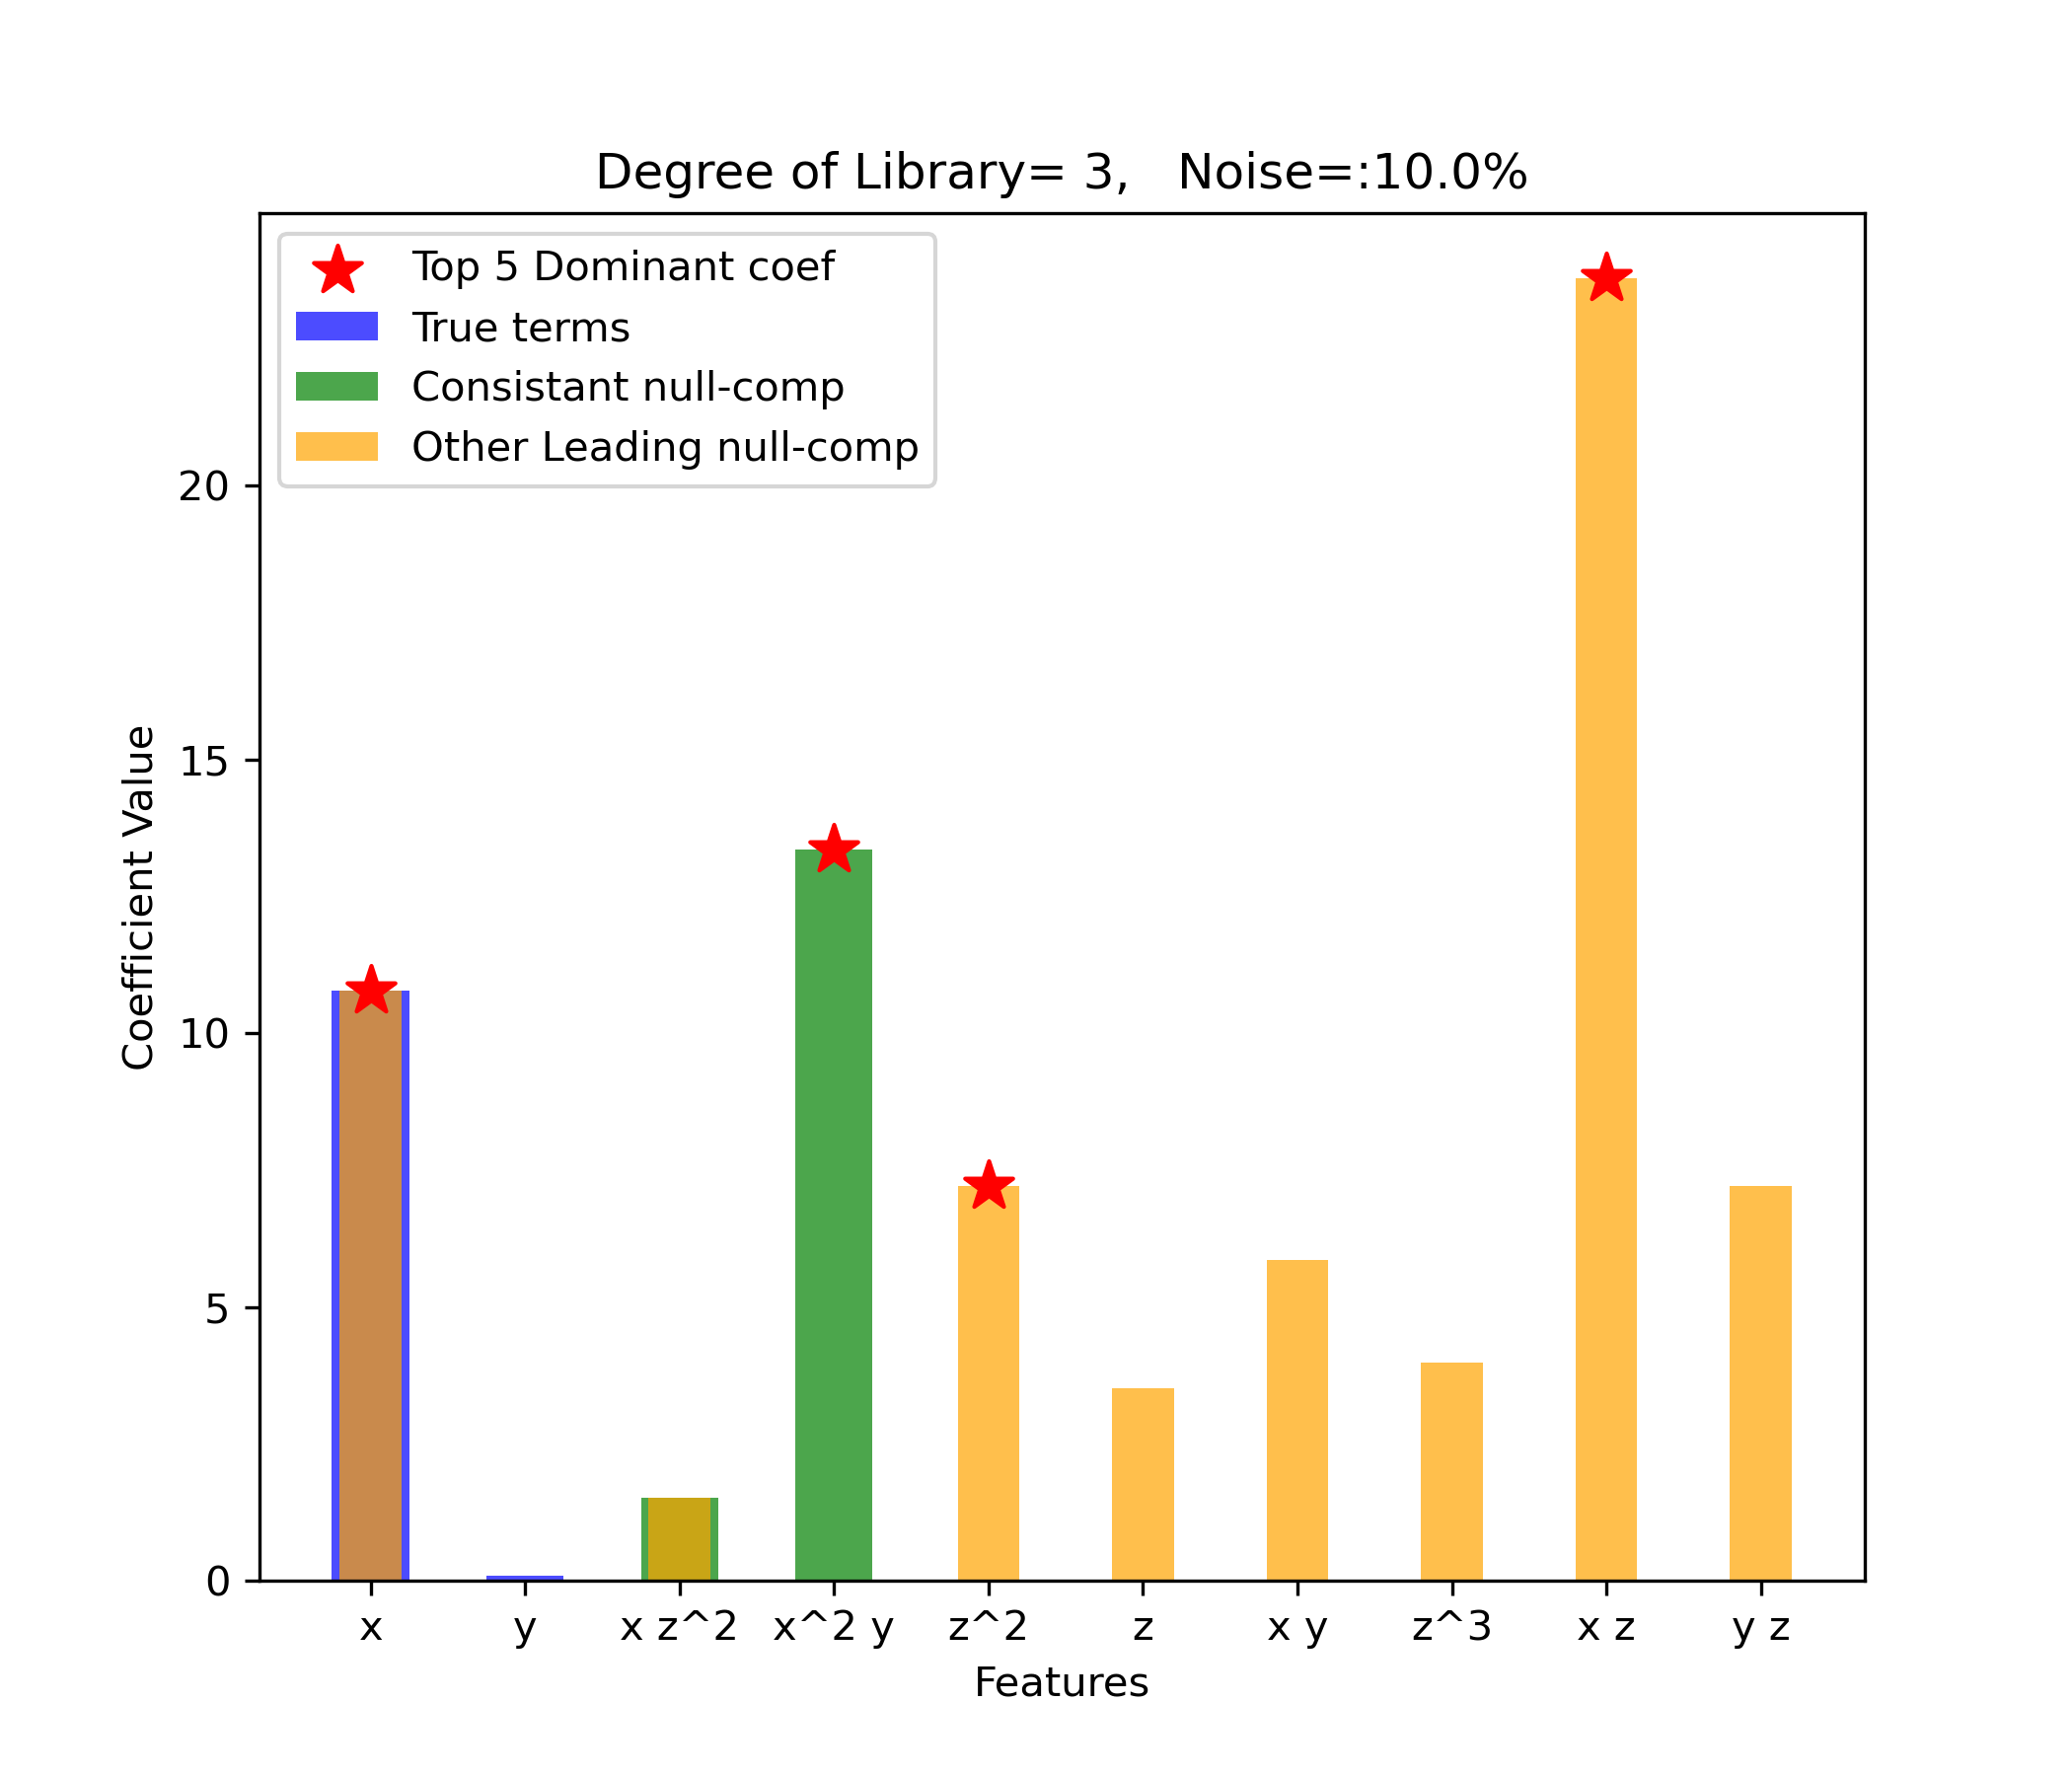 Degree of Library= 3,   Noise=:10.0%
Top 5 Dominant coef
True terms
Consistant null-comp
Other Leading null-comp
Coefficient Value
20
15
10
5
0
x y x z^2 x^2 y z^2 z x y z^3 x z y z
Features